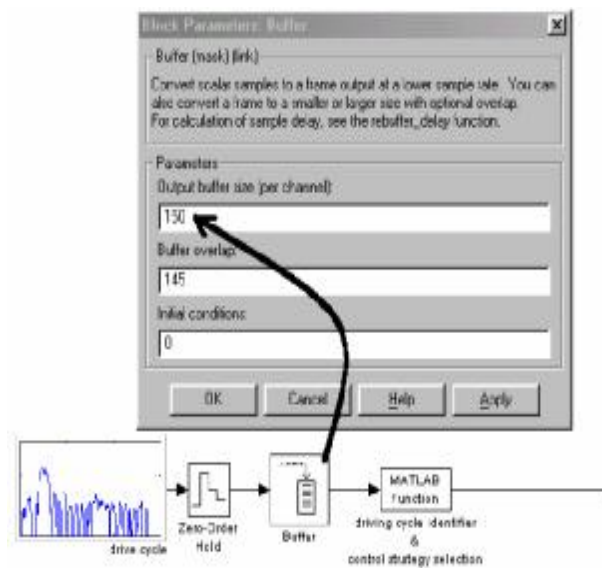 Block Parameters: Buffer
Buffer (mask) (link)
Convert scalar samples to a frame output at a lower sample rate. You can
also convert a frame to a smaller or larger size with optional overlap.
For calculation of sample delay, see the rebuffer_delay function.
Parameters
Output buffer size (per channel):
150
Buffer overlap:
145
Initial conditions:
0
OK Cancel Help Apply
drive cycle
Zero-Order
Hold
Buffer
MATLAB
Function
driving cycle identifier
&
control strategy selection